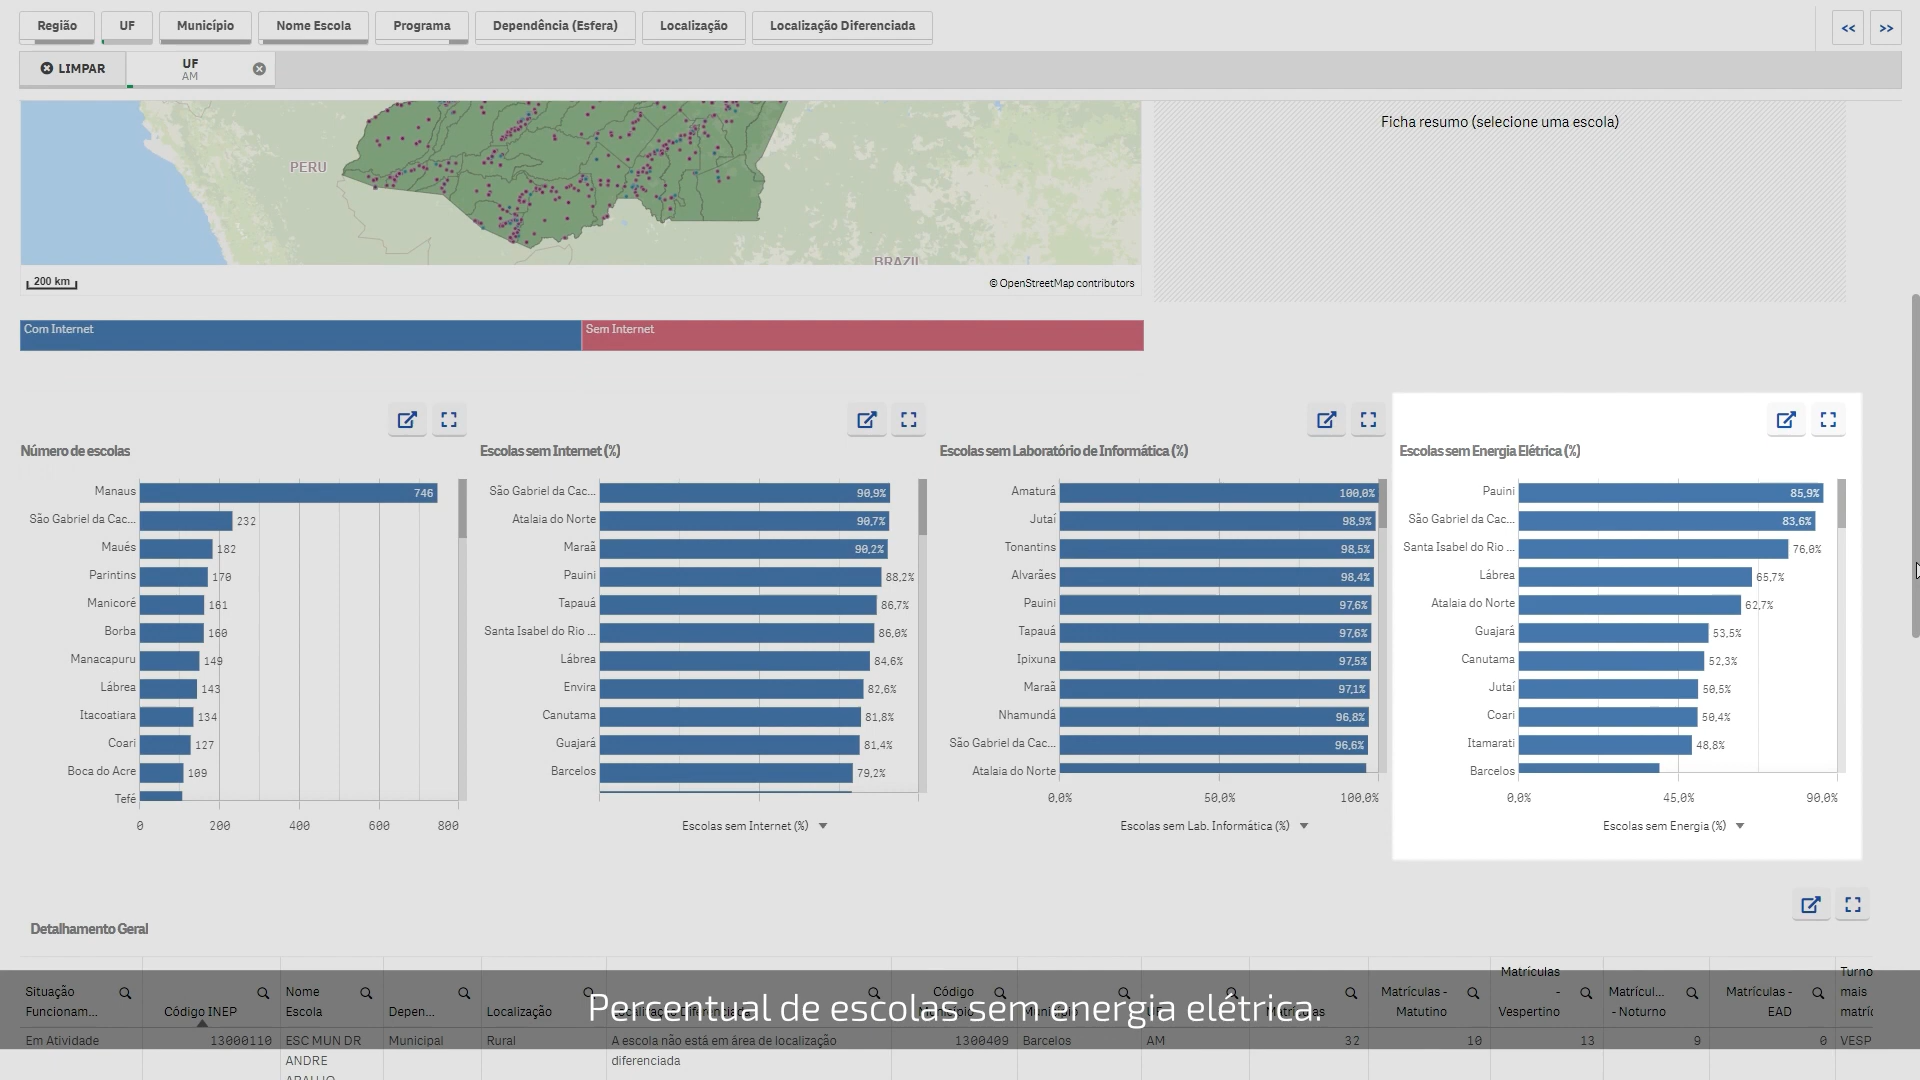 Região UF Município Nome Escola Programa Dependência (Esfera) Localização Localização Diferenciada << >>
LIMPAR UF
AM
PERU
BRAZIL
200 km
© OpenStreetMap contributors
Ficha resumo (selecione uma escola)
Com Internet Sem Internet
Número de escolas
Manaus 746
São Gabriel da Cac... 232
Maués 182
Parintins 170
Manicoré 161
Borba 160
Manacapuru 149
Lábrea 143
Itacoatiara 134
Coari 127
Boca do Acre 109
Tefé
0 200 400 600 800
Escolas sem Internet (%)
São Gabriel da Cac... 90,9%
Atalaia do Norte 90,7%
Maraã 90,2%
Pauini 88,2%
Tapauá 86,7%
Santa Isabel do Rio ... 86,0%
Lábrea 84,6%
Envira 82,6%
Canutama 81,8%
Guajará 81,4%
Barcelos 79,2%
Escolas sem Internet (%)
Escolas sem Laboratório de Informática (%)
Amaturá 100,0%
Jutaí 98,9%
Tonantins 98,5%
Alvarães 98,4%
Pauini 97,6%
Tapauá 97,6%
Ipixuna 97,5%
Maraã 97,1%
Nhamundá 96,8%
São Gabriel da Cac... 96,6%
Atalaia do Norte
0,0% 50,0% 100,0%
Escolas sem Lab. Informática (%)
Escolas sem Energia Elétrica (%)
Pauini 85,9%
São Gabriel da Cac... 83,6%
Santa Isabel do Rio ... 76,0%
Lábrea 65,7%
Atalaia do Norte 62,7%
Guajará 53,5%
Canutama 52,3%
Jutaí 50,5%
Coari 50,4%
Itamarati 48,8%
Barcelos
0,0% 45,0% 90,0%
Escolas sem Energia (%)
Detalhamento Geral
Situação Nome Código Matrículas - Matrículas Matrícul... Matrículas - Turno
Funcionam... Código INEP Escola Depen... Localização Localização Diferenciada Município Município UF Matrículas Matutino - Vespertino - Noturno EAD mais
Percentual de escolas sem energia elétrica.
Em Atividade 13000110 ESC MUN DR Municipal Rural A escola não está em área de localização 1300409 Barcelos AM 32 10 13 9 0 VESP
ANDRE diferenciada